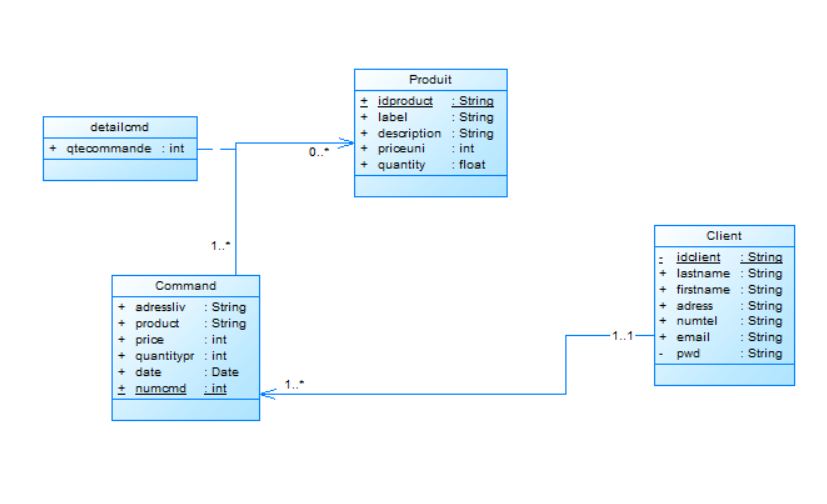 Produit
+ idproduct : String
+ label : String
+ description : String
+ priceuni : int
+ quantity : float
detailcmd
+ qtecommande : int
0..*
1..*
Client
- idclient : String
+ lastname : String
+ firstname : String
+ adress : String
+ numtel : String
+ email : String
- pwd : String
Command
+ adressliv : String
+ product : String
+ price : int
+ quantitypr : int
+ date : Date
+ numcmd : int
1..1
1..*